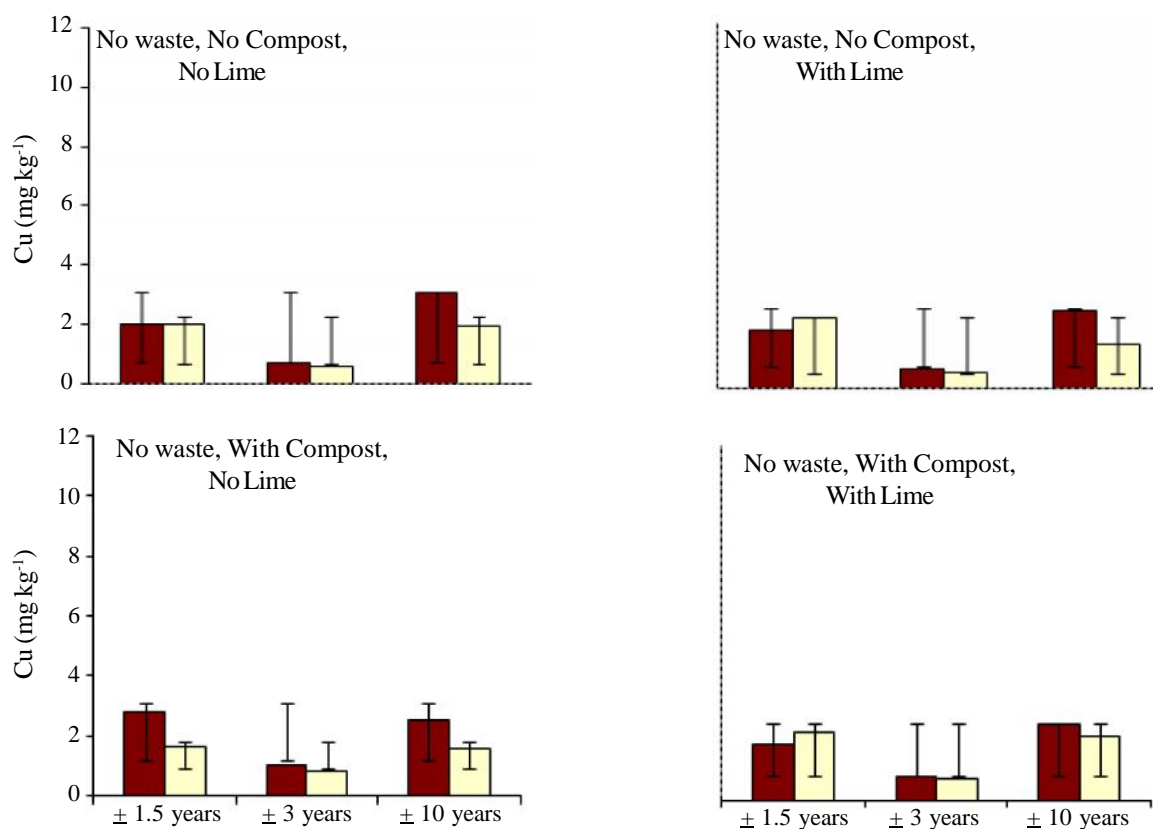 12
10
8
6
4
2
0
Cu (mg kg-1)
No waste, No Compost,
No Lime
No waste, No Compost,
With Lime
12
10
8
6
4
2
0
Cu (mg kg-1)
No waste, With Compost,
No Lime
± 1.5 years
± 3 years
± 10 years
No waste, With Compost,
With Lime
± 1.5 years
± 3 years
± 10 years